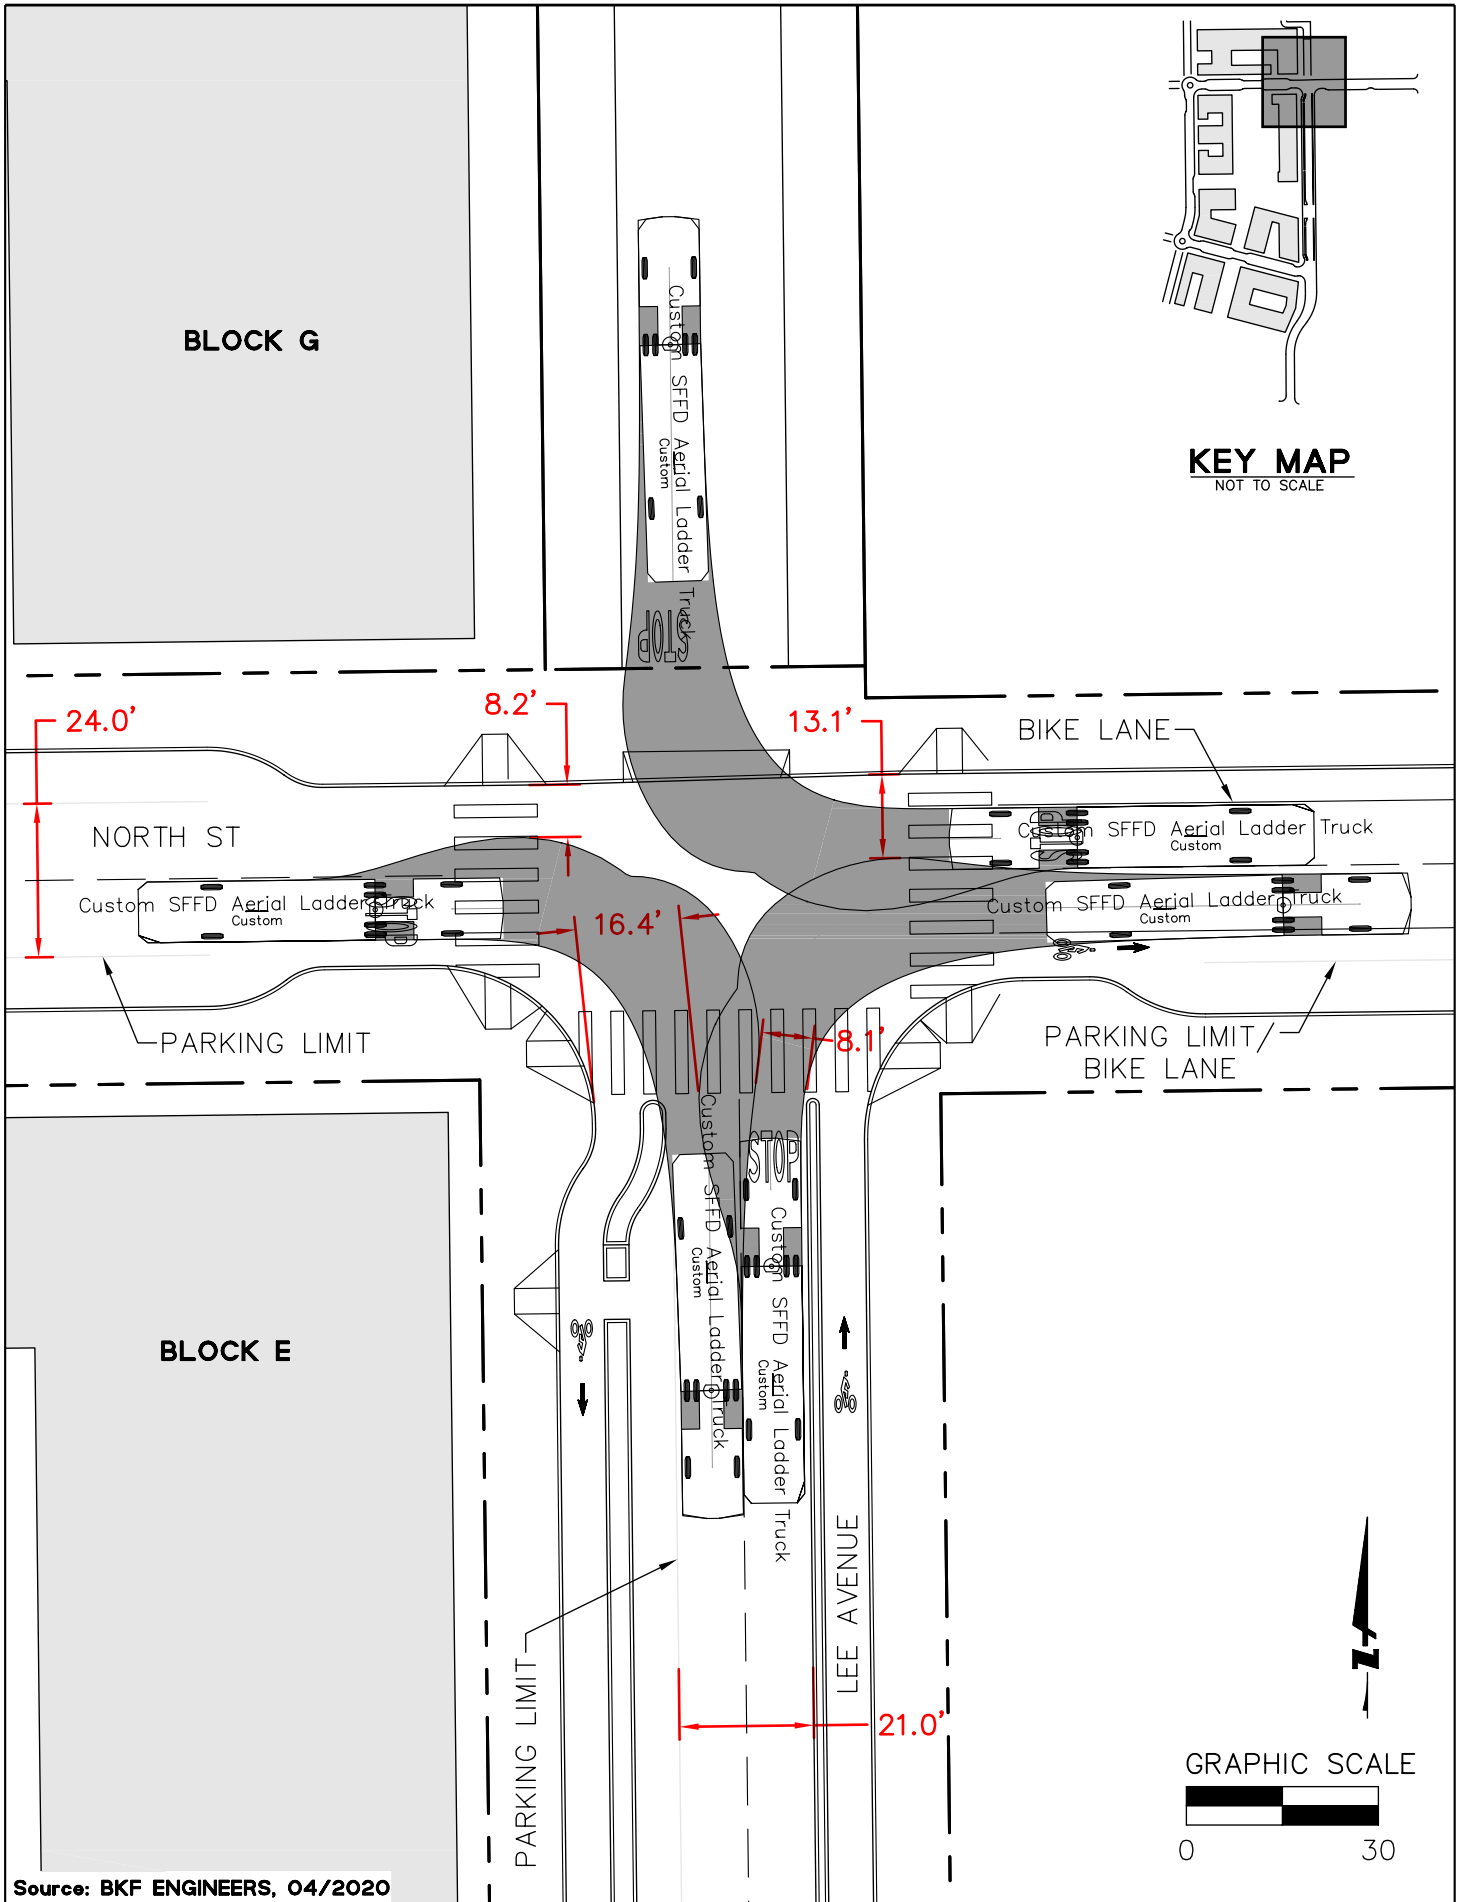 BLOCK G
KEY MAP
NOT TO SCALE
Custom SFFD Aerial Ladder Truck
Custom
STOP
24.0'
8.2'
13.1'
BIKE LANE
NORTH ST
Custom SFFD Aerial Ladder Truck
Custom
Custom SFFD Aerial Ladder Truck
Custom
Custom SFFD Aerial Ladder Truck
Custom
16.4'
PARKING LIMIT
8.1'
PARKING LIMIT/
BIKE LANE
STOP
Custom SFFD Aerial Ladder Truck
Custom
Custom SFFD Aerial Ladder Truck
Custom
BLOCK E
LEE AVENUE
PARKING LIMIT
21.0'
GRAPHIC SCALE
0 30
Source: BKF ENGINEERS, 04/2020